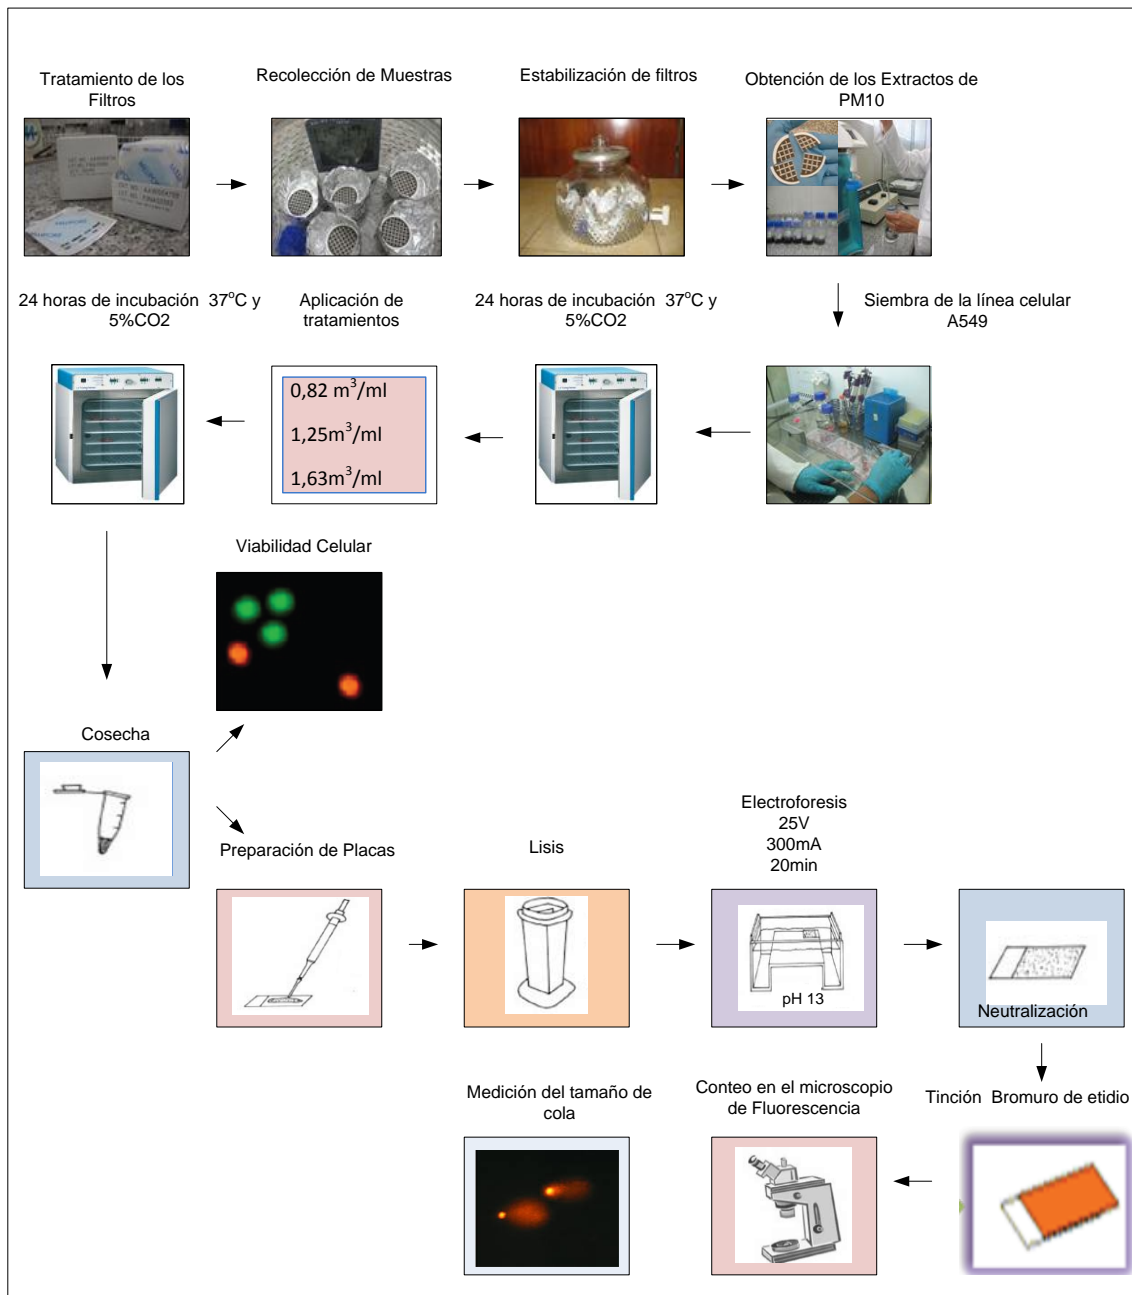 Tratamiento de los
Filtros
Recolección de Muestras
Estabilización de filtros
Obtención de los Extractos de
PM10
24 horas de incubación 37°C y
5%CO2
Aplicación de
tratamientos
24 horas de incubación 37°C y
5%CO2
Siembra de la línea celular
A549
0,82 m³/ml
1,25m³/ml
1,63m³/ml
Viabilidad Celular
Cosecha
Preparación de Placas
Lisis
Electroforesis
25V
300mA
20min
pH 13
Neutralización
Medición del tamaño de
cola
Conteo en el microscopio
de Fluorescencia
Tinción Bromuro de etidio